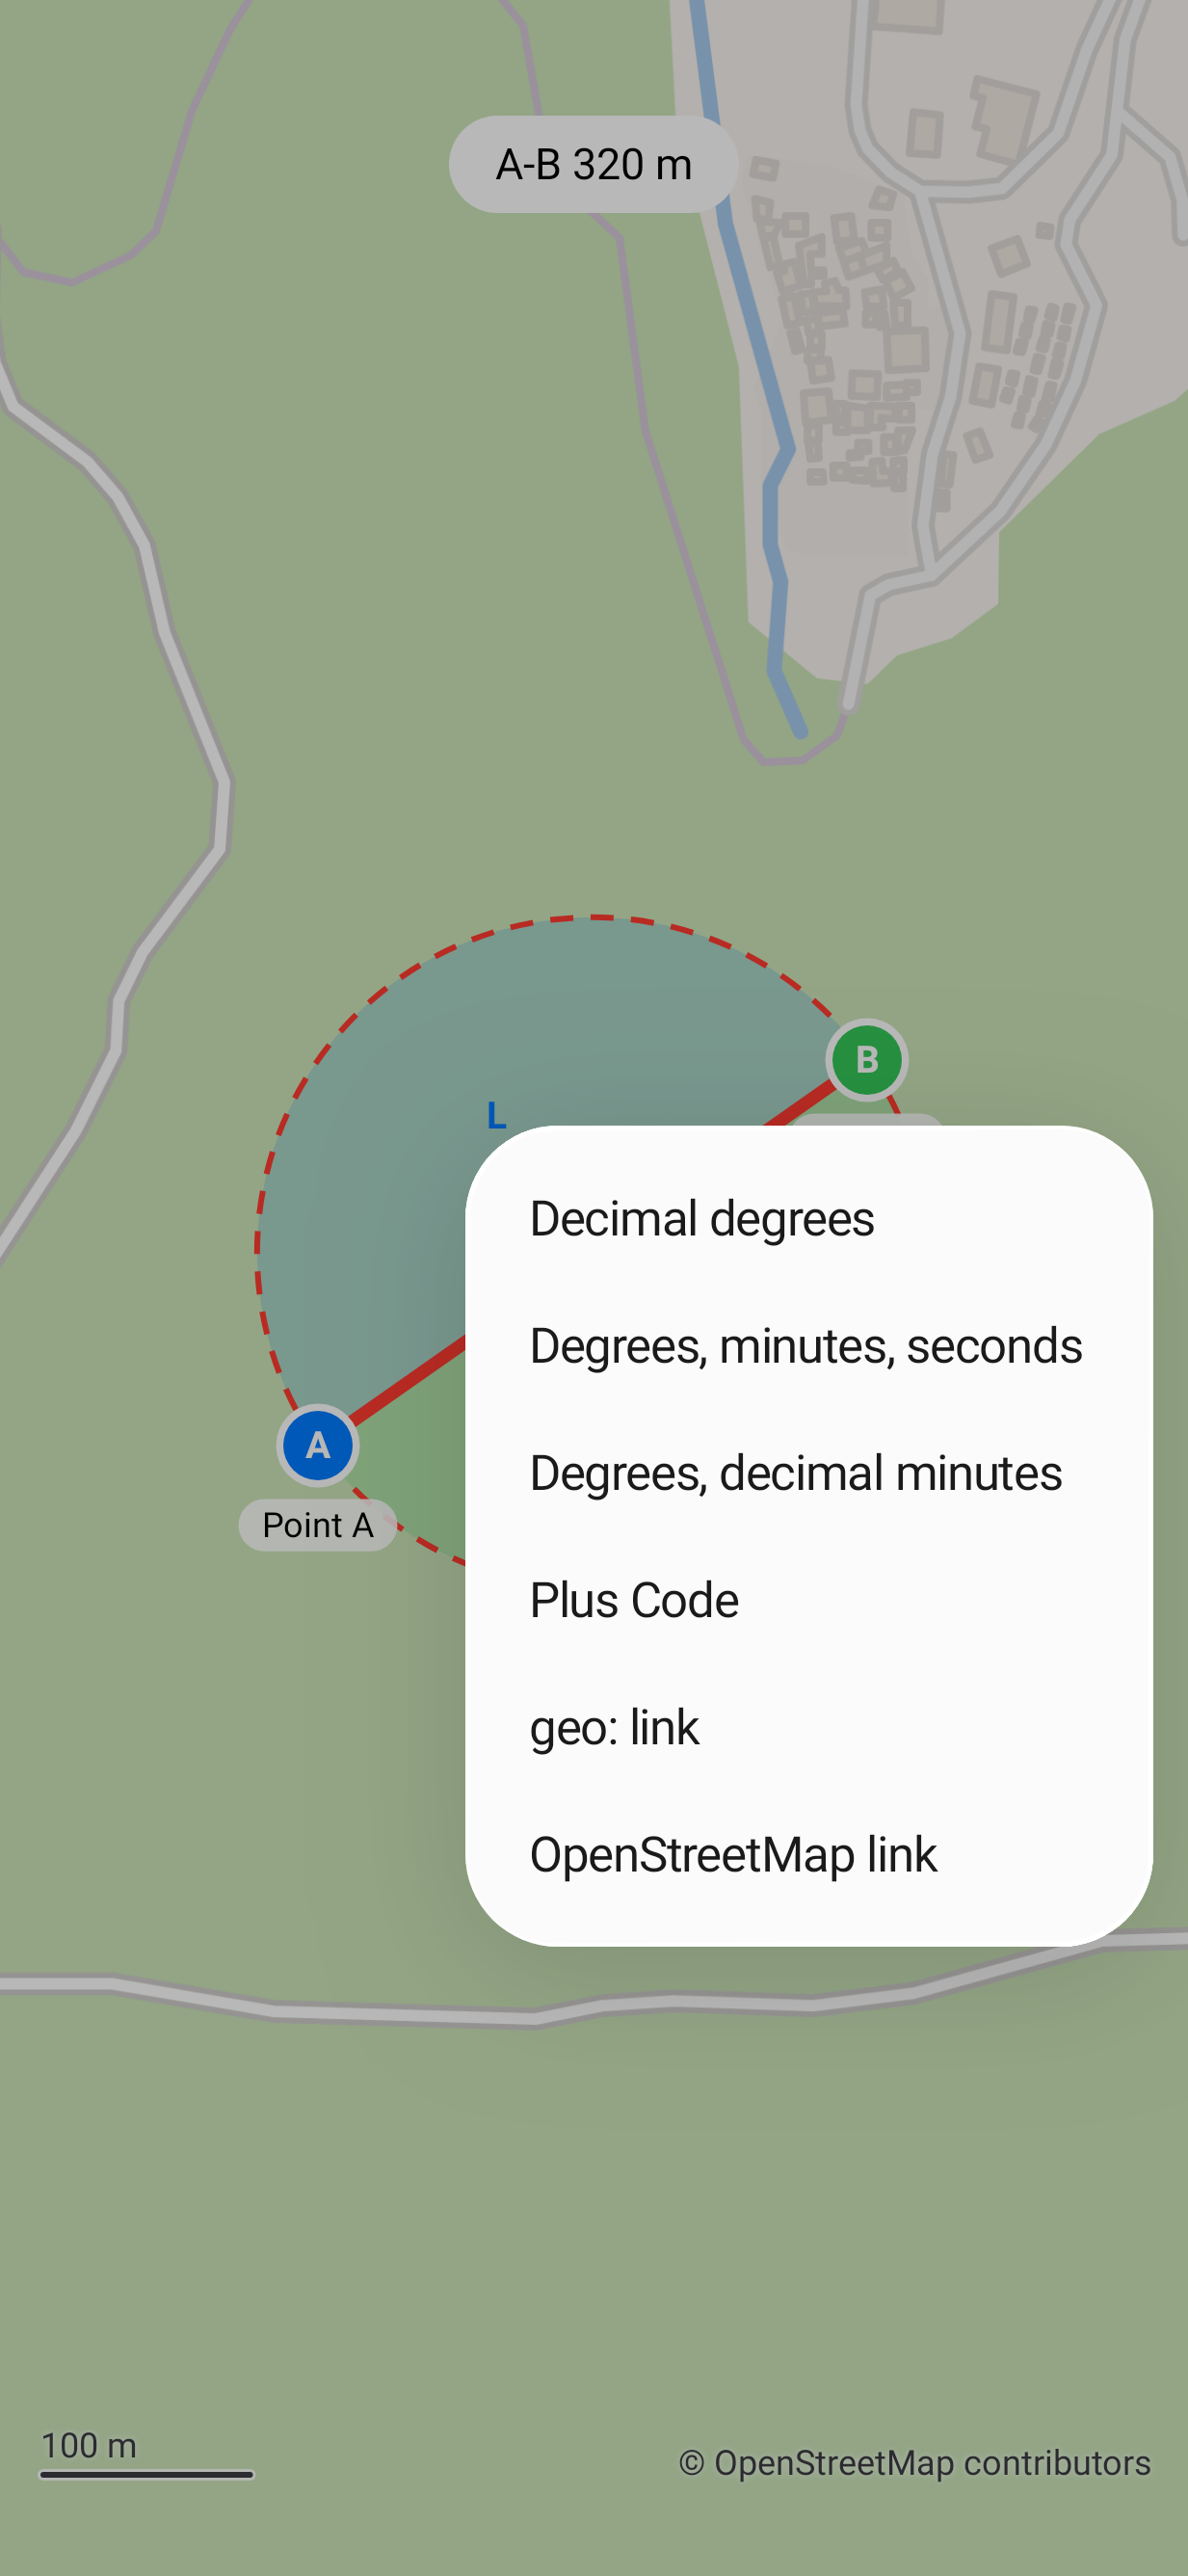 A-B 320 m
B
L
Decimal degrees
Degrees, minutes, seconds
A
Degrees, decimal minutes
Point A
Plus Code
geo: link
OpenStreetMap link
100 m
© OpenStreetMap contributors